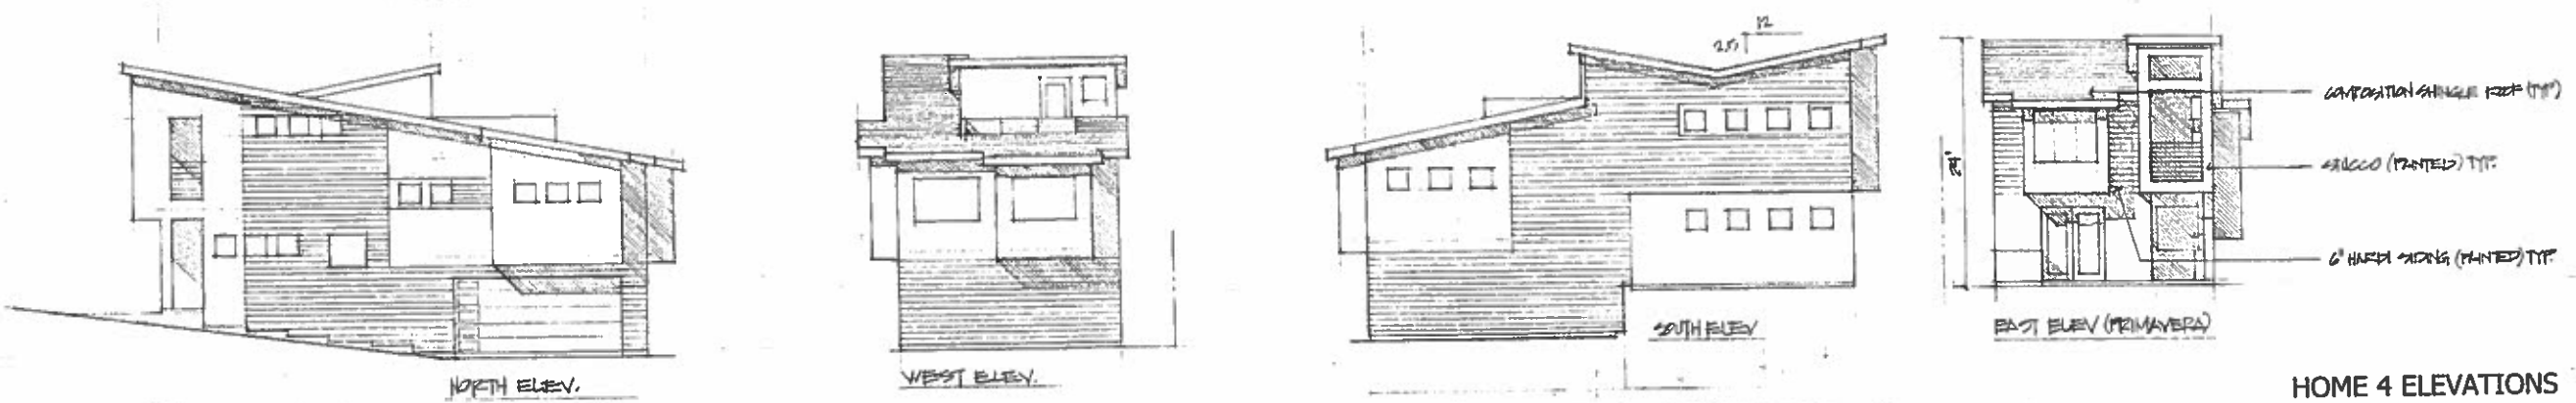 NORTH ELEV.
WEST ELEV.
12
2.5
SOUTH ELEV
EAST ELEV (PRIMAVERA)
COMPOSITION SHINGLE ROOF (TYP)
STUCCO (PAINTED) TYP.
6" HARDI SIDING (PAINTED) TYP.
HOME 4 ELEVATIONS